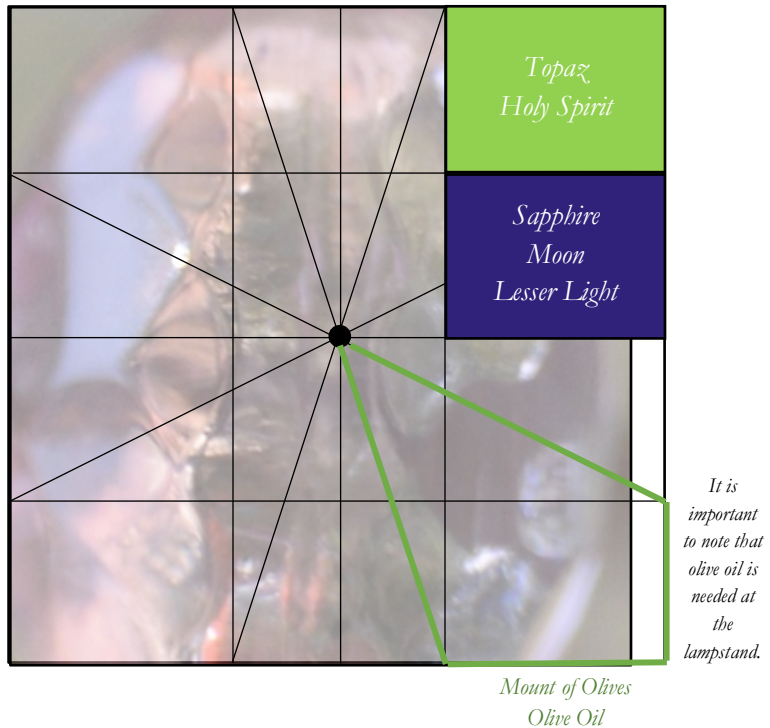 Topaz
Holy Spirit
Sapphire
Moon
Lesser Light
It is
important
to note that
olive oil is
needed at
the
lampstand.
Mount of Olives
Olive Oil